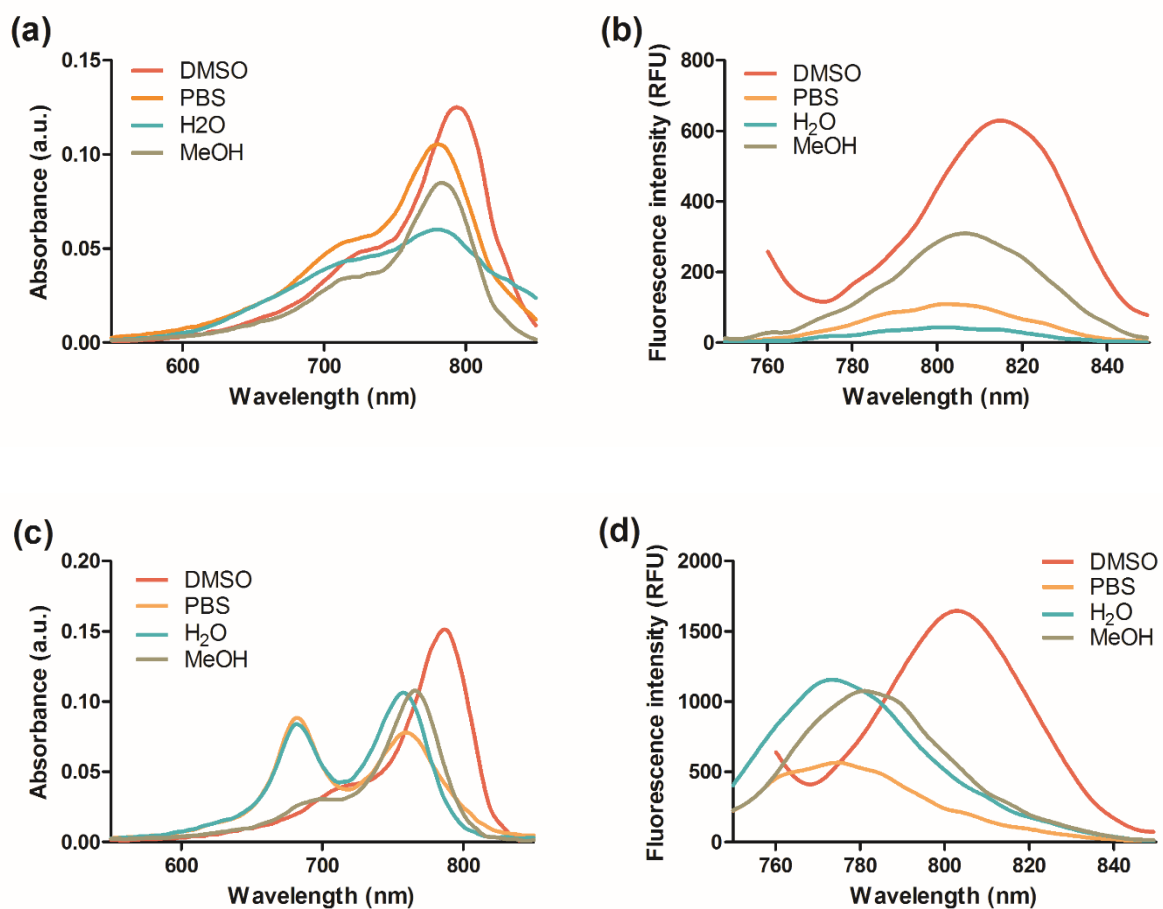 (a)
Absorbance (a.u.)
0.15
0.10
0.05
0.00
DMSO
PBS
H2O
MeOH
600
700
800
Wavelength (nm)
(b)
Fluorescence intensity (RFU)
800
600
400
200
0
DMSO
PBS
H₂O
MeOH
760
780
800
820
840
Wavelength (nm)
(c)
Absorbance (a.u.)
0.20
0.15
0.10
0.05
0.00
DMSO
PBS
H₂O
MeOH
600
700
800
Wavelength (nm)
(d)
Fluorescence intensity (RFU)
2000
1500
1000
500
0
DMSO
PBS
H₂O
MeOH
760
780
800
820
840
Wavelength (nm)